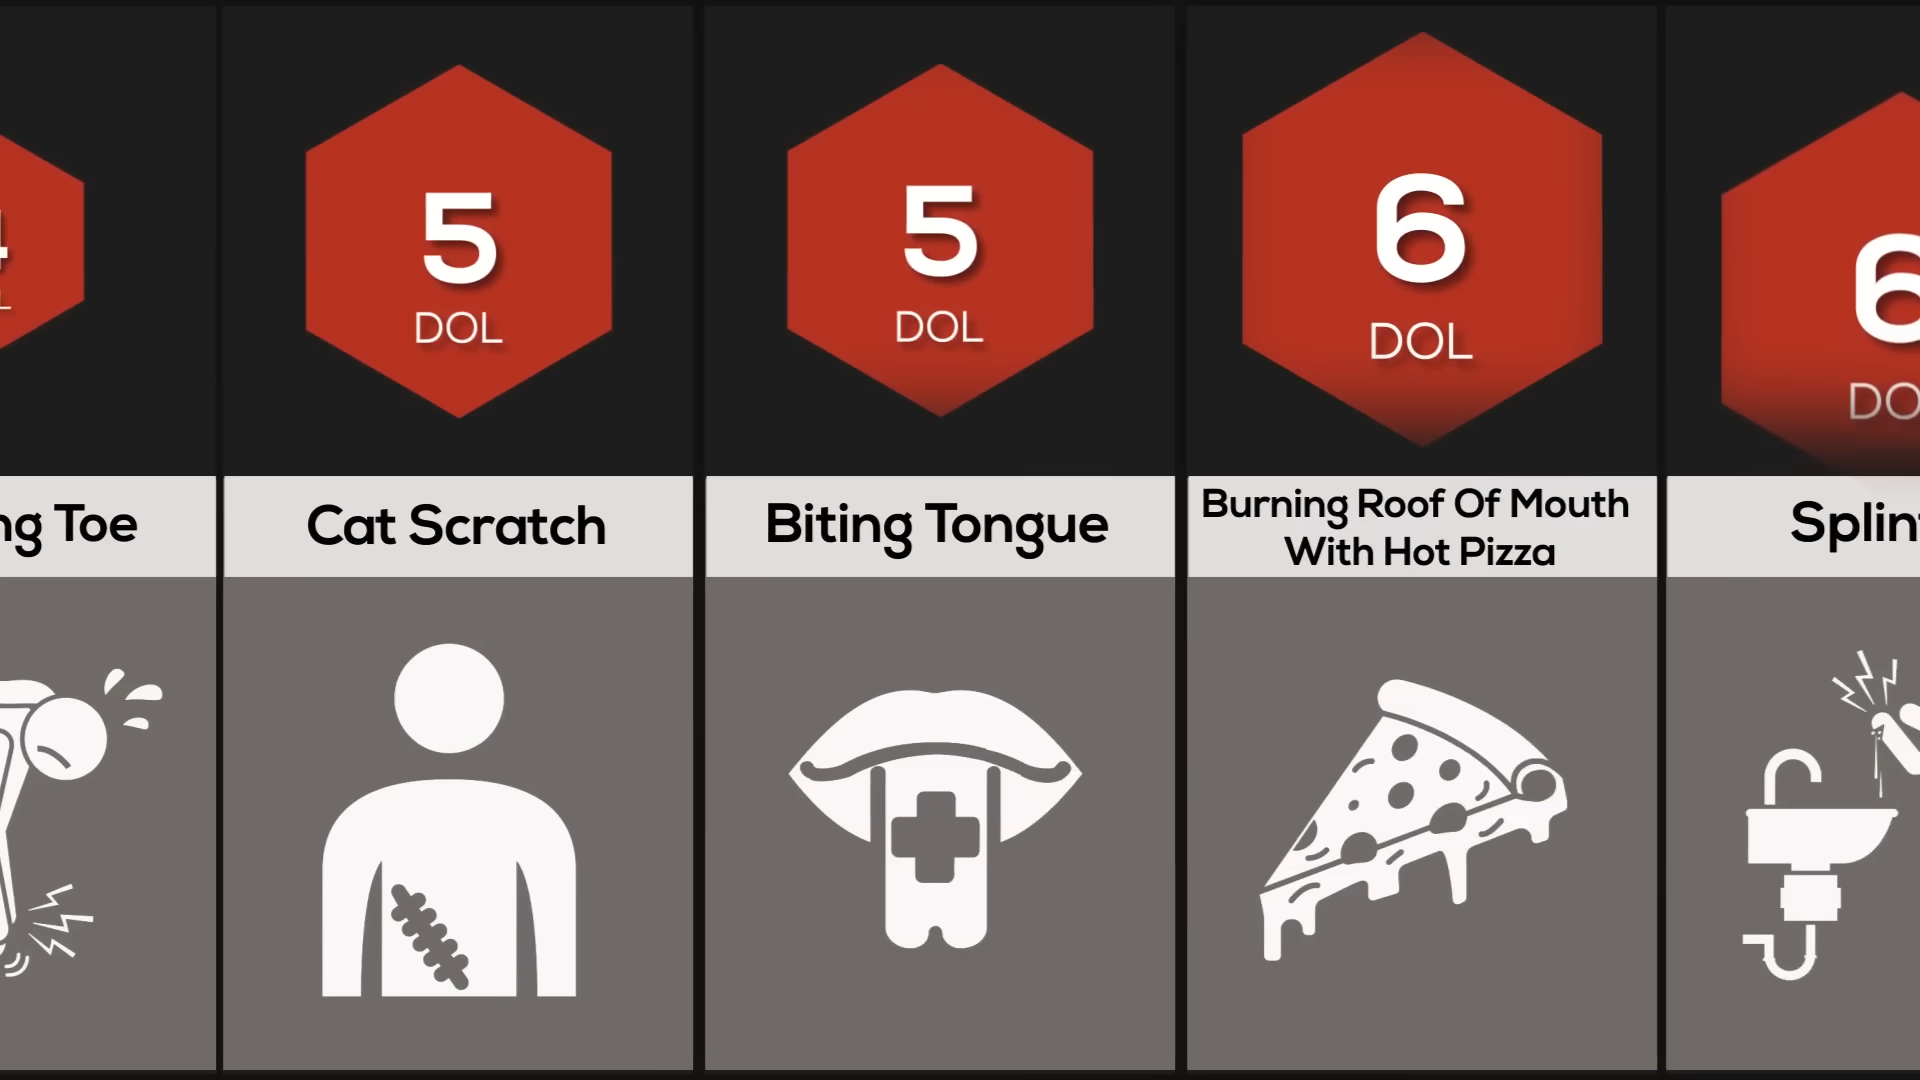 5
DOL
5
DOL
6
DOL
6
DO
ng Toe
Cat Scratch
Biting Tongue
Burning Roof Of Mouth
With Hot Pizza
Splin